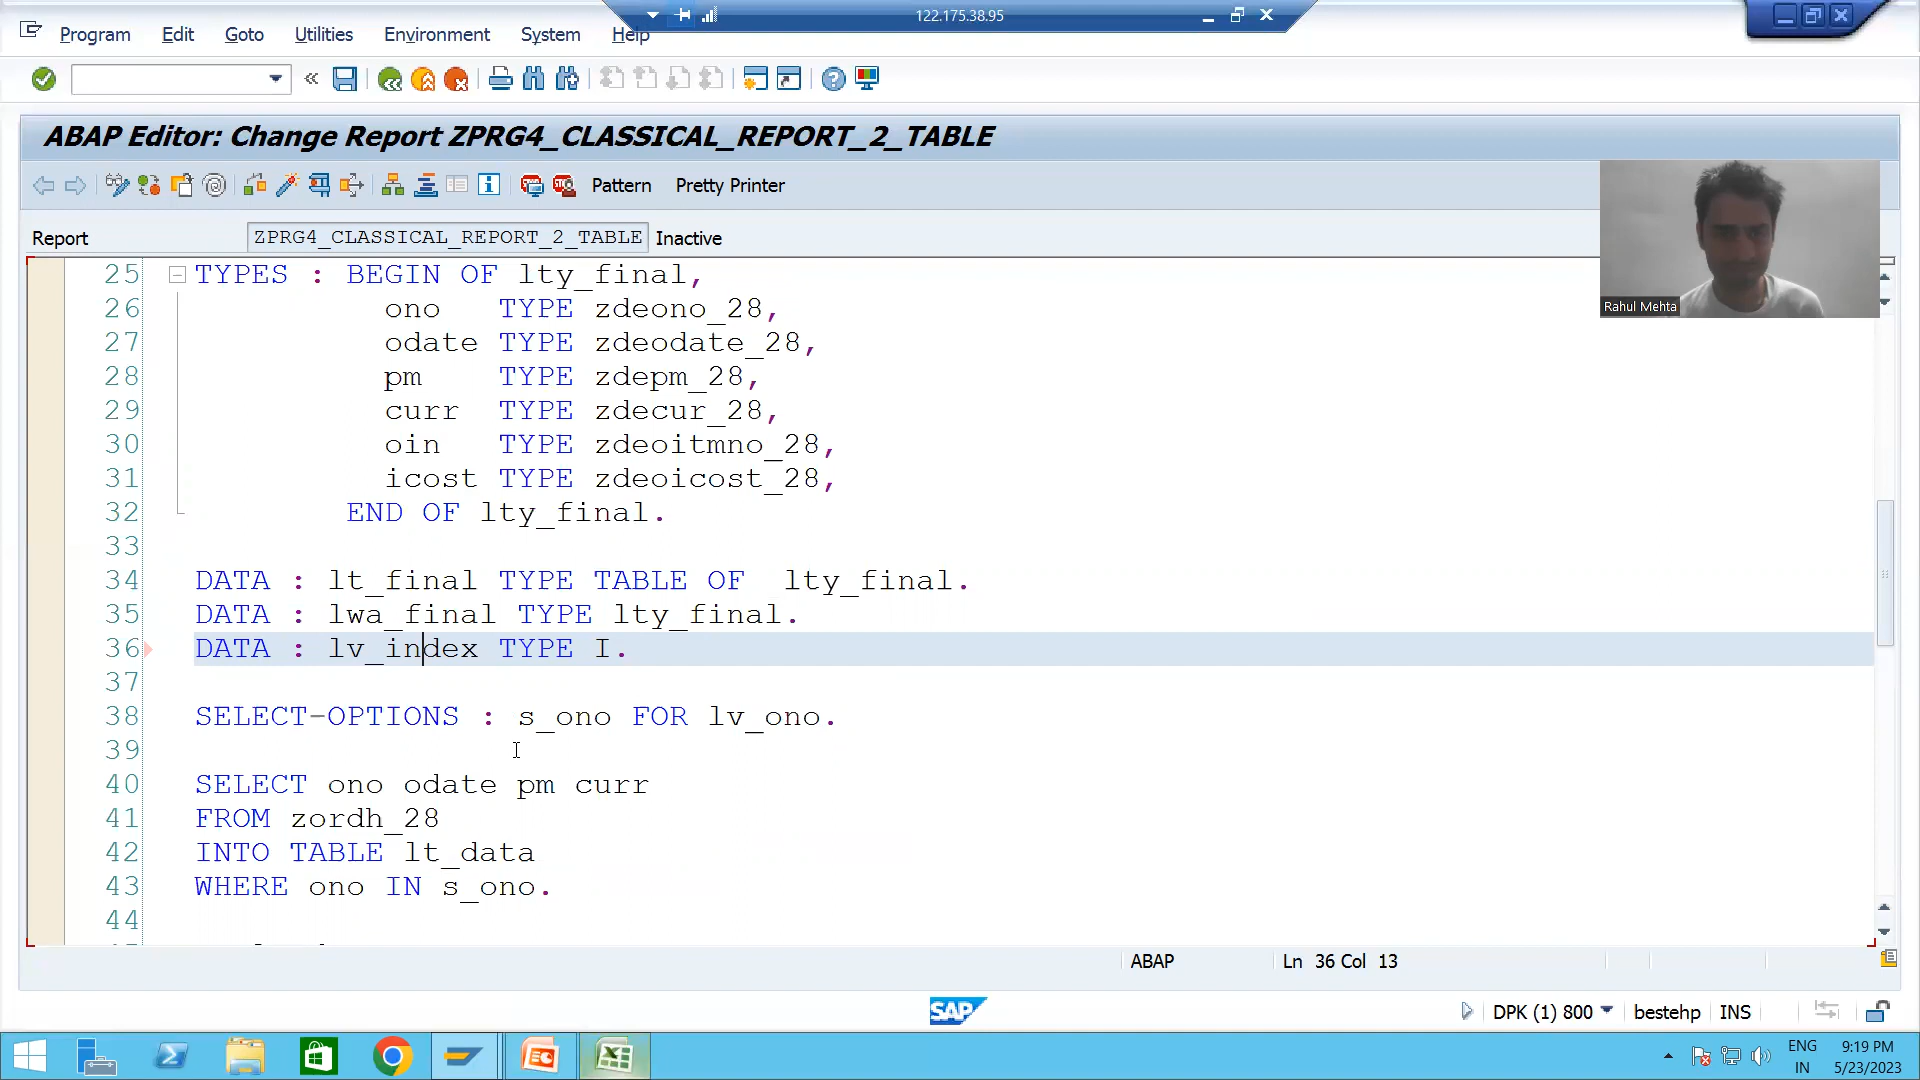 122.175.38.95
Program Edit Goto Utilities Environment System Help
ABAP Editor: Change Report ZPRG4_CLASSICAL_REPORT_2_TABLE
Pattern Pretty Printer
Report ZPRG4_CLASSICAL_REPORT_2_TABLE Inactive
Rahul Mehta
25 TYPES : BEGIN OF lty_final,
26 ono TYPE zdeono_28,
27 odate TYPE zdeodate_28,
28 pm TYPE zdepm_28,
29 curr TYPE zdecur_28,
30 oin TYPE zdeoitmno_28,
31 icost TYPE zdeoicost_28,
32 END OF lty_final.
33
34 DATA : lt_final TYPE TABLE OF lty_final.
35 DATA : lwa_final TYPE lty_final.
36 DATA : lv_index TYPE I.
37
38 SELECT-OPTIONS : s_ono FOR lv_ono.
39
40 SELECT ono odate pm curr
41 FROM zordh_28
42 INTO TABLE lt_data
43 WHERE ono IN s_ono.
44
ABAP Ln 36 Col 13
SAP DPK (1) 800 bestehp INS
ENG 9:19 PM
IN 5/23/2023